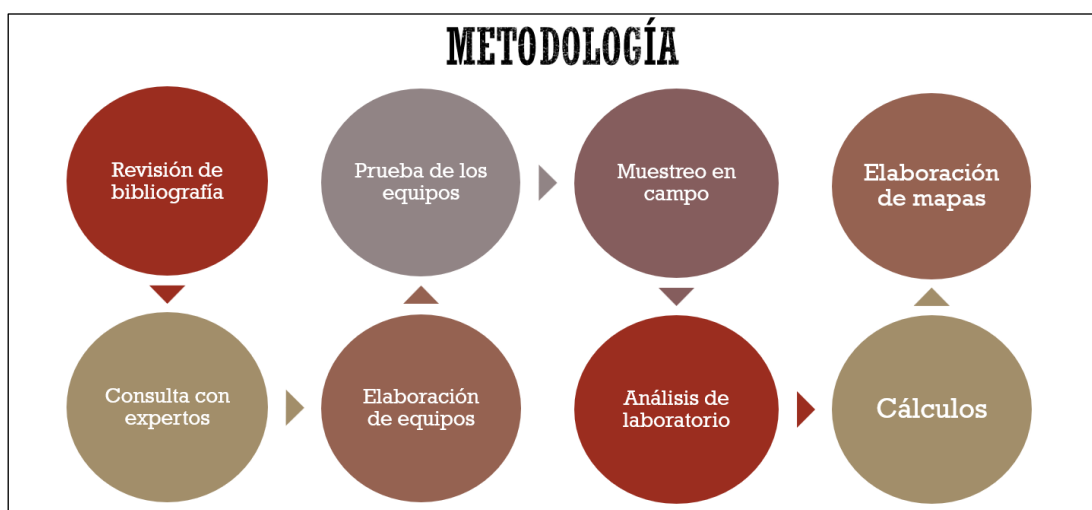 METODOLOGÍA
Revisión de
bibliografía
Consulta con
expertos
Elaboración
de equipos
Prueba de los
equipos
Muestreo en
campo
Análisis de
laboratorio
Cálculos
Elaboración
de mapas